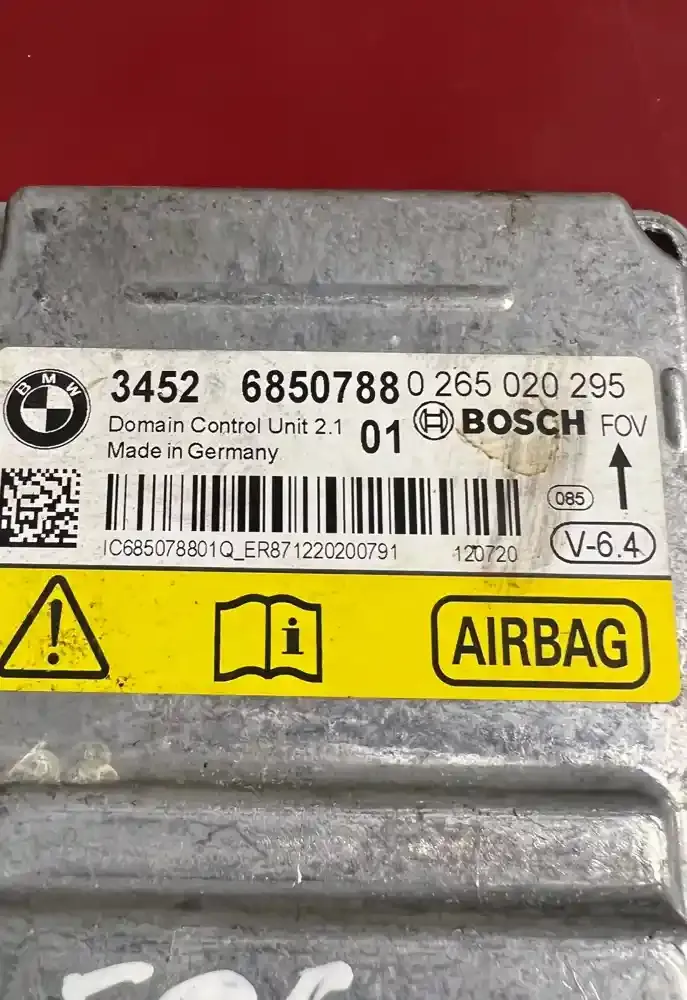 BMW
3452 6850788 0 265 020 295
Domain Control Unit 2.1 01 BOSCH FOV
Made in Germany
085
IC685078801Q_ER871220200791 120720 V-6.4
i AIRBAG